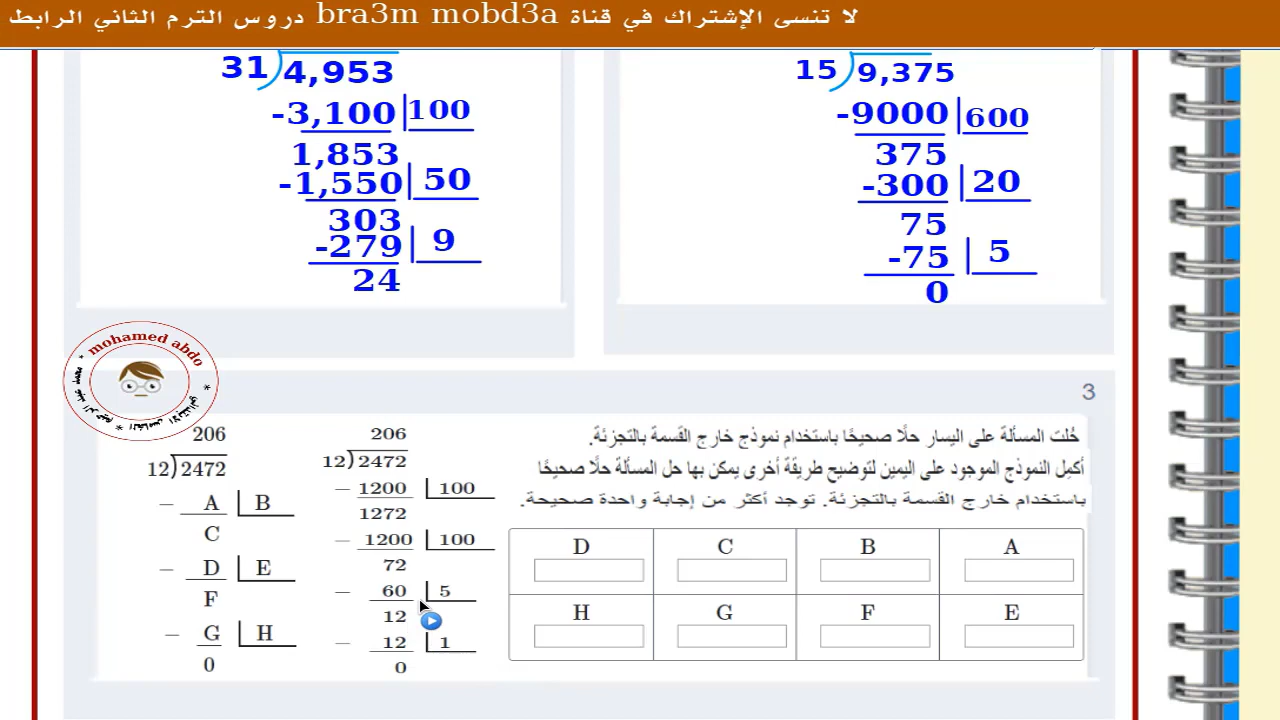 لا تنسى الإشتراك في قناة bra3m mobd3a دروس الترم الثاني الرابط
31 4,953
-3,100 100
1,853
-1,550 50
303
-279 9
24
15 9,375
-9000 600
375
-300 20
75
-75 5
0
mohamed abdo
3
حُلت المسألة على اليسار حلًا صحيحًا باستخدام نموذج خارج القسمة بالتجزئة.
أكمِل النموذج الموجود على اليمين لتوضيح طريقة أخرى يمكن بها حل المسألة حلًا صحيحًا
باستخدام خارج القسمة بالتجزئة. توجد أكثر من إجابة واحدة صحيحة.
206
12 2472
− A B
C
− D E
F
− G H
0
206
12 2472
− 1200 100
1272
− 1200 100
72
− 60 5
12
− 12 1
0
D C B A
H G F E